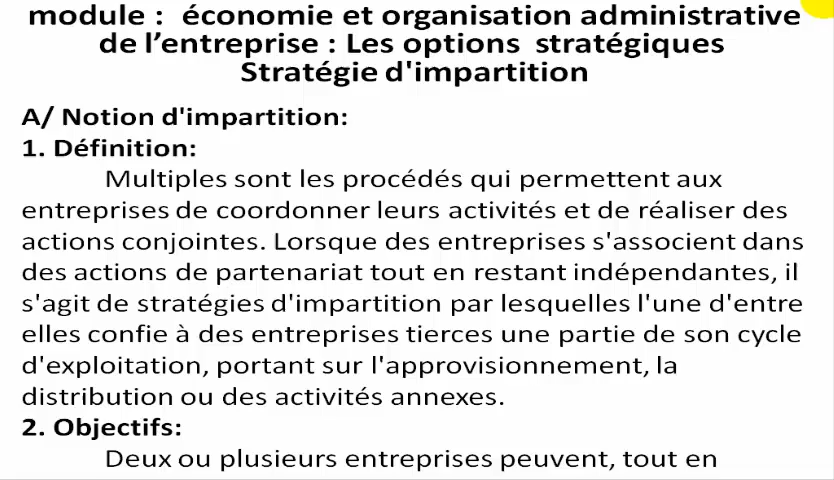 module :  économie et organisation administrative
de l’entreprise : Les options  stratégiques
Stratégie d'impartition
A/ Notion d'impartition:
1. Définition:
Multiples sont les procédés qui permettent aux
entreprises de coordonner leurs activités et de réaliser des
actions conjointes. Lorsque des entreprises s'associent dans
des actions de partenariat tout en restant indépendantes, il
s'agit de stratégies d'impartition par lesquelles l'une d'entre
elles confie à des entreprises tierces une partie de son cycle
d'exploitation, portant sur l'approvisionnement, la
distribution ou des activités annexes.
2. Objectifs:
Deux ou plusieurs entreprises peuvent, tout en